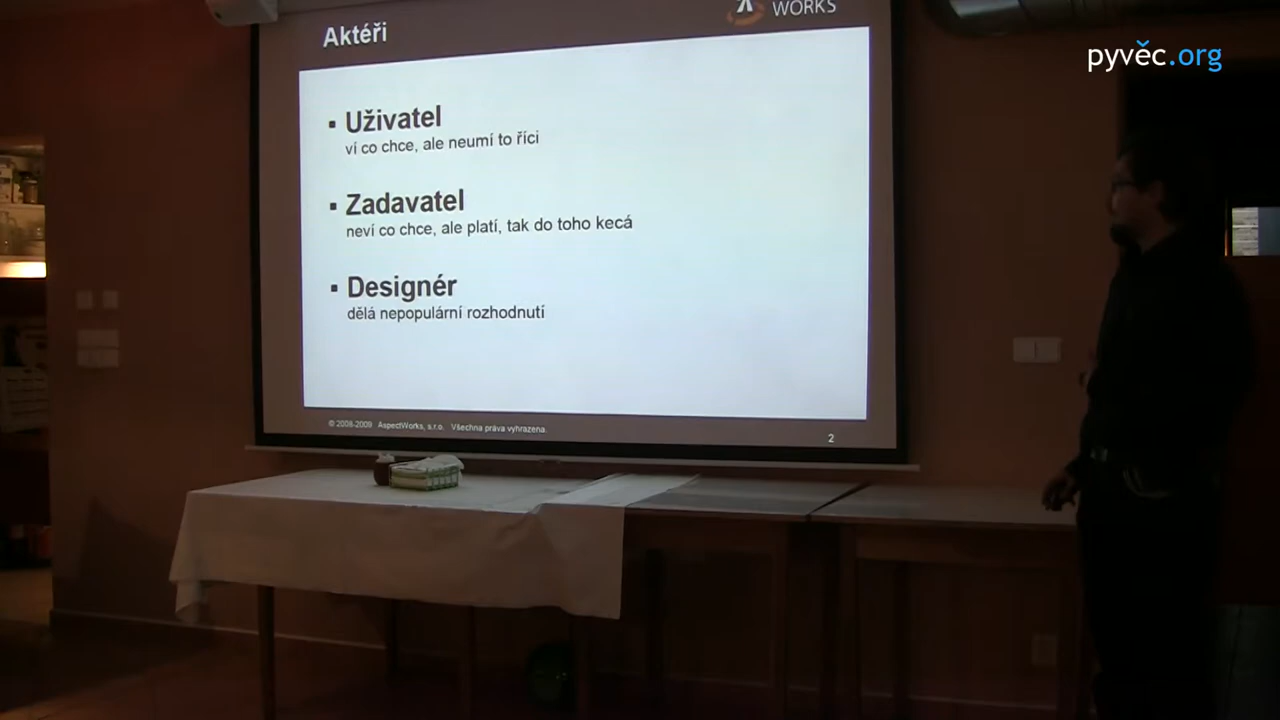 Aktéři
WORKS
pyvěc.org
▪ Uživatel
ví co chce, ale neumí to říci
▪ Zadavatel
neví co chce, ale platí, tak do toho kecá
▪ Designér
dělá nepopulární rozhodnutí
© 2008-2009 AspectWorks, s.r.o. Všechna práva vyhrazena.
2